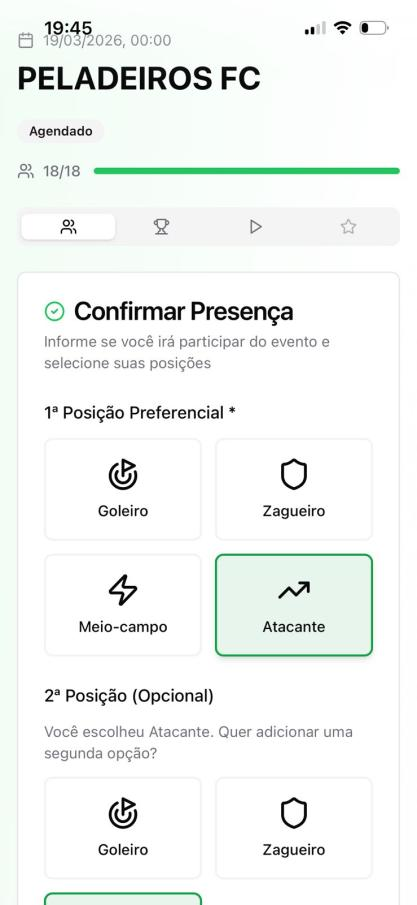 19:45
19/03/2026, 00:00
PELADEIROS FC
Agendado
18/18
Confirmar Presença
Informe se você irá participar do evento e
selecione suas posições
1ª Posição Preferencial *
Goleiro
Zagueiro
Meio-campo
Atacante
2ª Posição (Opcional)
Você escolheu Atacante. Quer adicionar uma
segunda opção?
Goleiro
Zagueiro